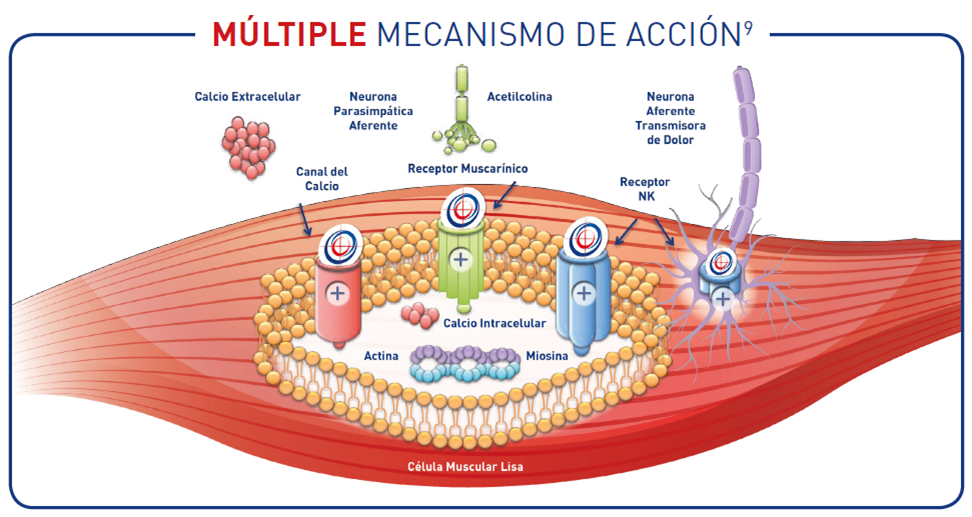 MÚLTIPLE MECANISMO DE ACCIÓN⁹
Calcio Extracelular
Neurona
Parasimpática
Aferente
Acetilcolina
Neurona
Aferente
Transmisora
de Dolor
Canal del
Calcio
Receptor Muscarínico
Receptor
NK
+
+
+
+
Calcio Intracelular
Actina
Miosina
Célula Muscular Lisa